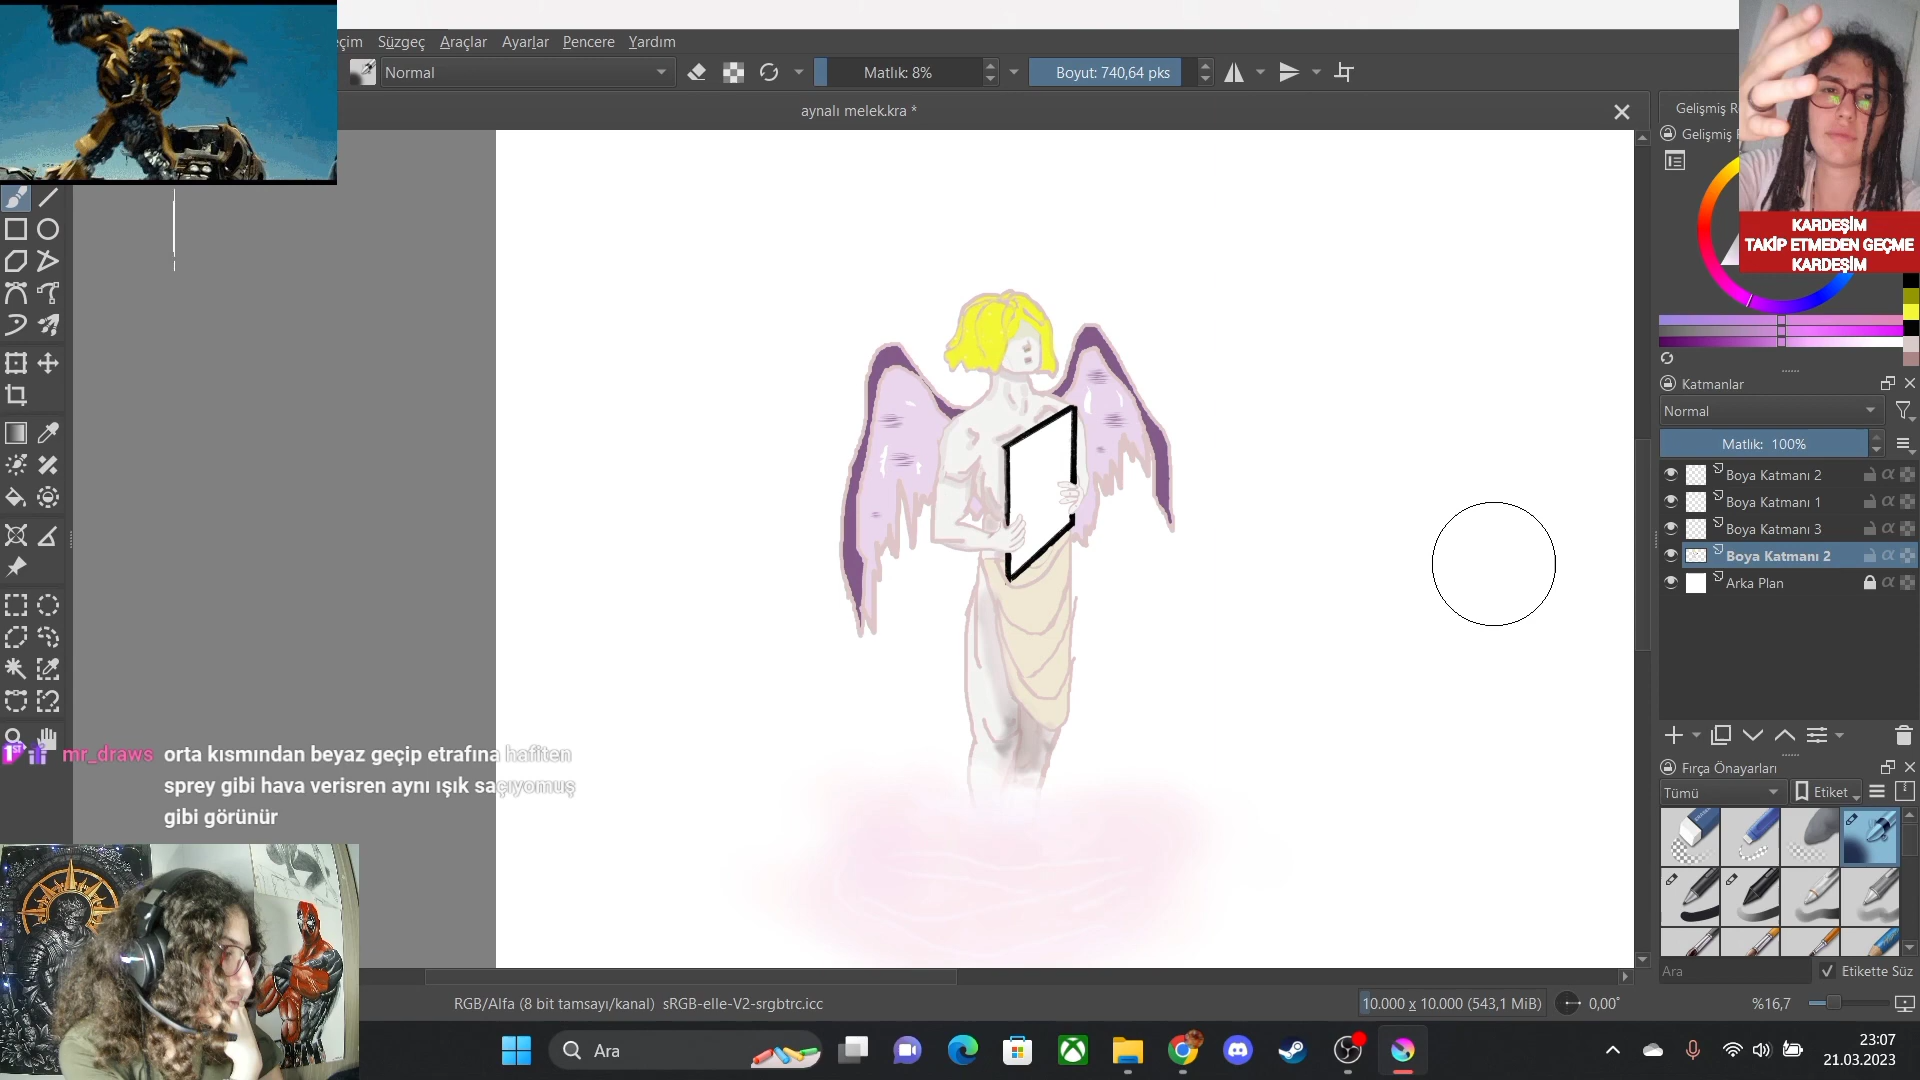 çim Süzgeç Araçlar Ayarlar Pencere Yardım
Normal
Matlık: 8%
Boyut: 740,64 pks
aynalı melek.kra *
Gelişmiş R
Gelişmiş
KARDEŞİM
TAKİP ETMEDEN GEÇME
KARDEŞİM
Katmanlar
Normal
Matlık: 100%
Boya Katmanı 2
Boya Katmanı 1
Boya Katmanı 3
Boya Katmanı 2
Arka Plan
mr_draws orta kısmından beyaz geçip etrafına hafiten
sprey gibi hava verisren aynı ışık saçıyomuş
gibi görünür
Fırça Önayarları
Tümü
Etiket
Ara
Etikette Süz
RGB/Alfa (8 bit tamsayı/kanal) sRGB-elle-V2-srgbtrc.icc
10.000 x 10.000 (543,1 MiB)
0,00°
%16,7
Ara
23:07
21.03.2023